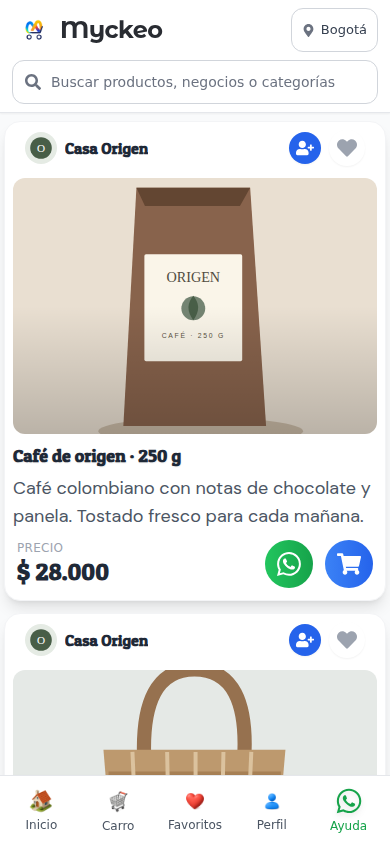 Myckeo
Bogotá
Buscar productos, negocios o categorías
O
Casa Origen
ORIGEN
CAFÉ · 250 G
Café de origen · 250 g
Café colombiano con notas de chocolate y
panela. Tostado fresco para cada mañana.
PRECIO
$ 28.000
O
Casa Origen
Inicio
Carro
Favoritos
Perfil
Ayuda